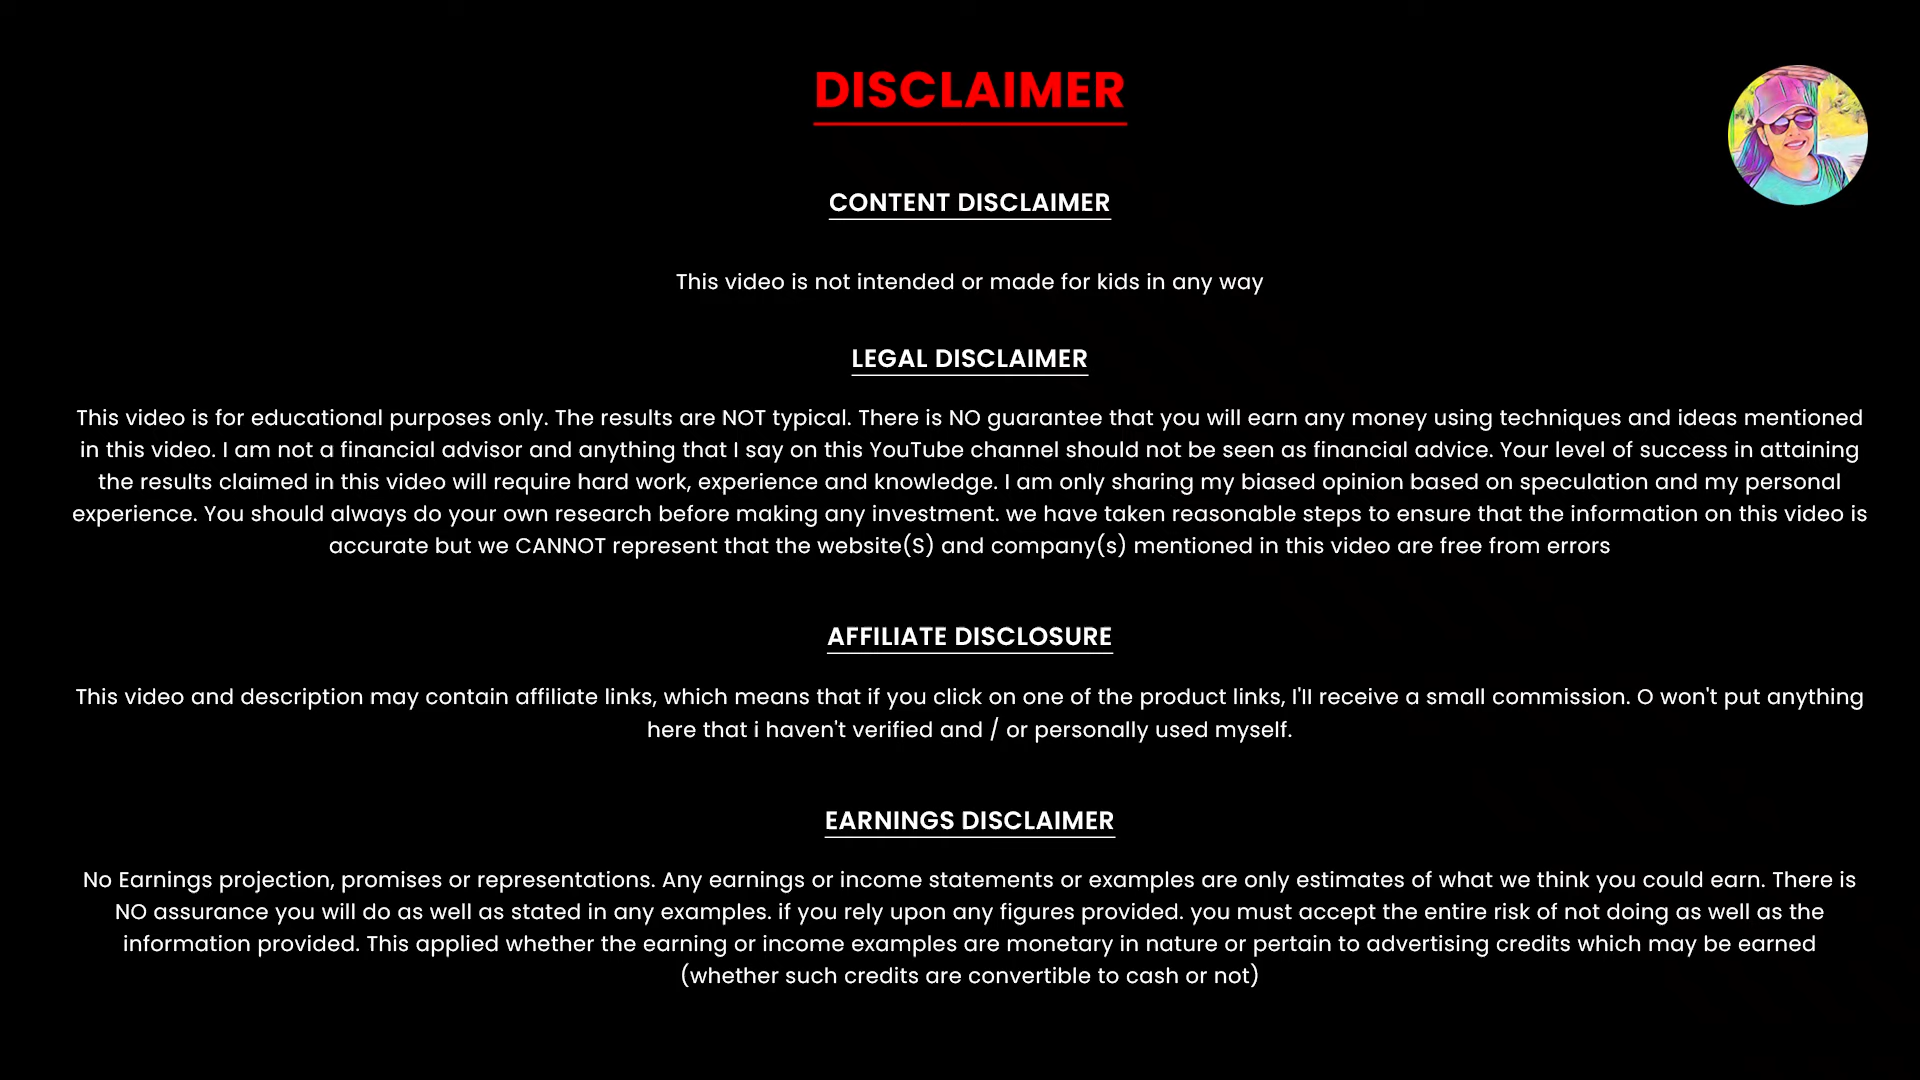 DISCLAIMER
CONTENT DISCLAIMER
This video is not intended or made for kids in any way
LEGAL DISCLAIMER
This video is for educational purposes only. The results are NOT typical. There is NO guarantee that you will earn any money using techniques and ideas mentioned
in this video. I am not a financial advisor and anything that I say on this YouTube channel should not be seen as financial advice. Your level of success in attaining
the results claimed in this video will require hard work, experience and knowledge. I am only sharing my biased opinion based on speculation and my personal
experience. You should always do your own research before making any investment. we have taken reasonable steps to ensure that the information on this video is
accurate but we CANNOT represent that the website(S) and company(s) mentioned in this video are free from errors
AFFILIATE DISCLOSURE
This video and description may contain affiliate links, which means that if you click on one of the product links, I'II receive a small commission. O won't put anything
here that i haven't verified and / or personally used myself.
EARNINGS DISCLAIMER
No Earnings projection, promises or representations. Any earnings or income statements or examples are only estimates of what we think you could earn. There is
NO assurance you will do as well as stated in any examples. if you rely upon any figures provided. you must accept the entire risk of not doing as well as the
information provided. This applied whether the earning or income examples are monetary in nature or pertain to advertising credits which may be earned
(whether such credits are convertible to cash or not)